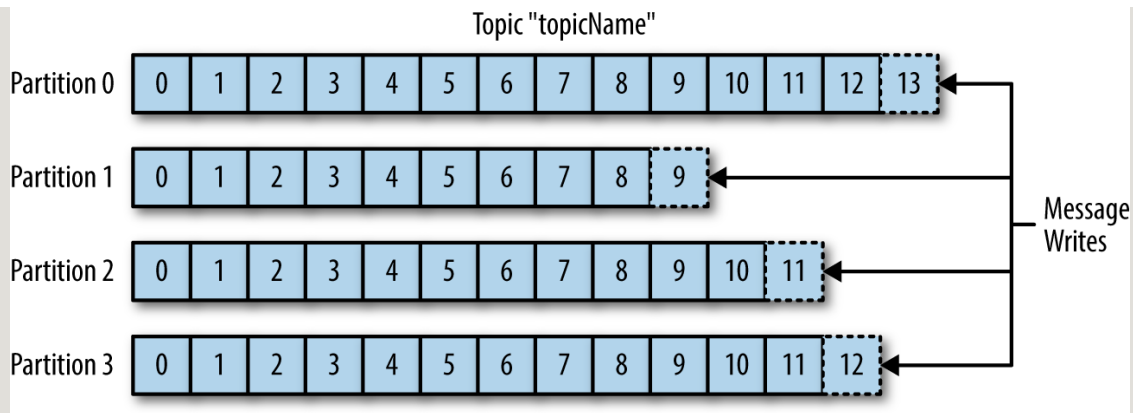 Topic "topicName"
Partition 0 0 1 2 3 4 5 6 7 8 9 10 11 12 13
Partition 1 0 1 2 3 4 5 6 7 8 9
Partition 2 0 1 2 3 4 5 6 7 8 9 10 11
Partition 3 0 1 2 3 4 5 6 7 8 9 10 11 12
Message
Writes